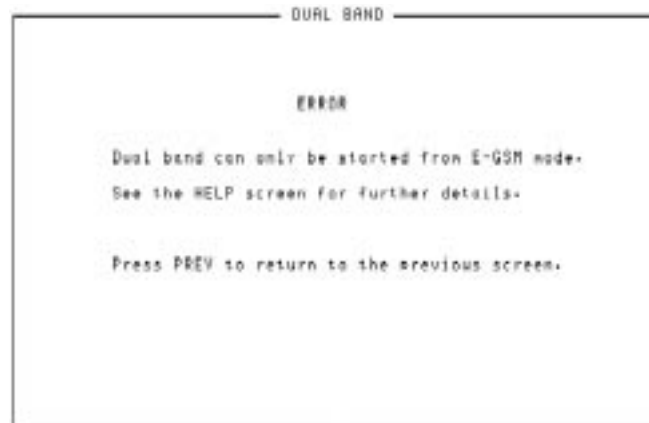 DUAL BAND
ERROR
Dual band can only be started from E-GSM mode.
See the HELP screen for further details.
Press PREV to return to the previous screen.